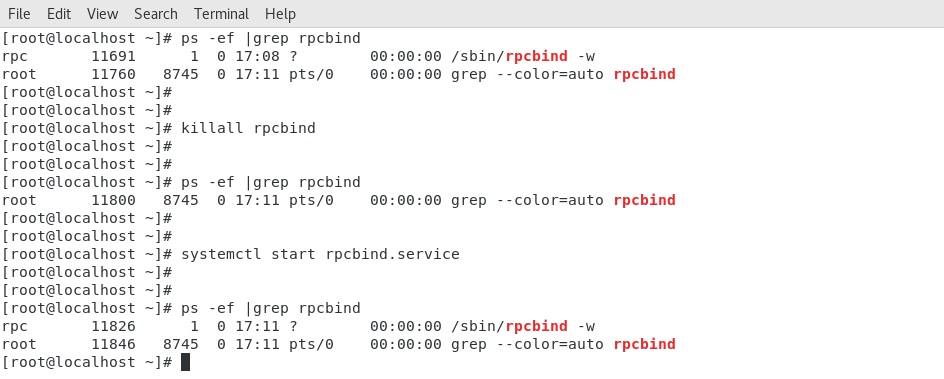 File Edit View Search Terminal Help
[root@localhost ~]# ps -ef |grep rpcbind
rpc       11691      1  0 17:08 ?        00:00:00 /sbin/rpcbind -w
root      11760   8745  0 17:11 pts/0    00:00:00 grep --color=auto rpcbind
[root@localhost ~]#
[root@localhost ~]#
[root@localhost ~]# killall rpcbind
[root@localhost ~]#
[root@localhost ~]#
[root@localhost ~]# ps -ef |grep rpcbind
root      11800   8745  0 17:11 pts/0    00:00:00 grep --color=auto rpcbind
[root@localhost ~]#
[root@localhost ~]#
[root@localhost ~]# systemctl start rpcbind.service
[root@localhost ~]#
[root@localhost ~]#
[root@localhost ~]# ps -ef |grep rpcbind
rpc       11826      1  0 17:11 ?        00:00:00 /sbin/rpcbind -w
root      11846   8745  0 17:11 pts/0    00:00:00 grep --color=auto rpcbind
[root@localhost ~]#